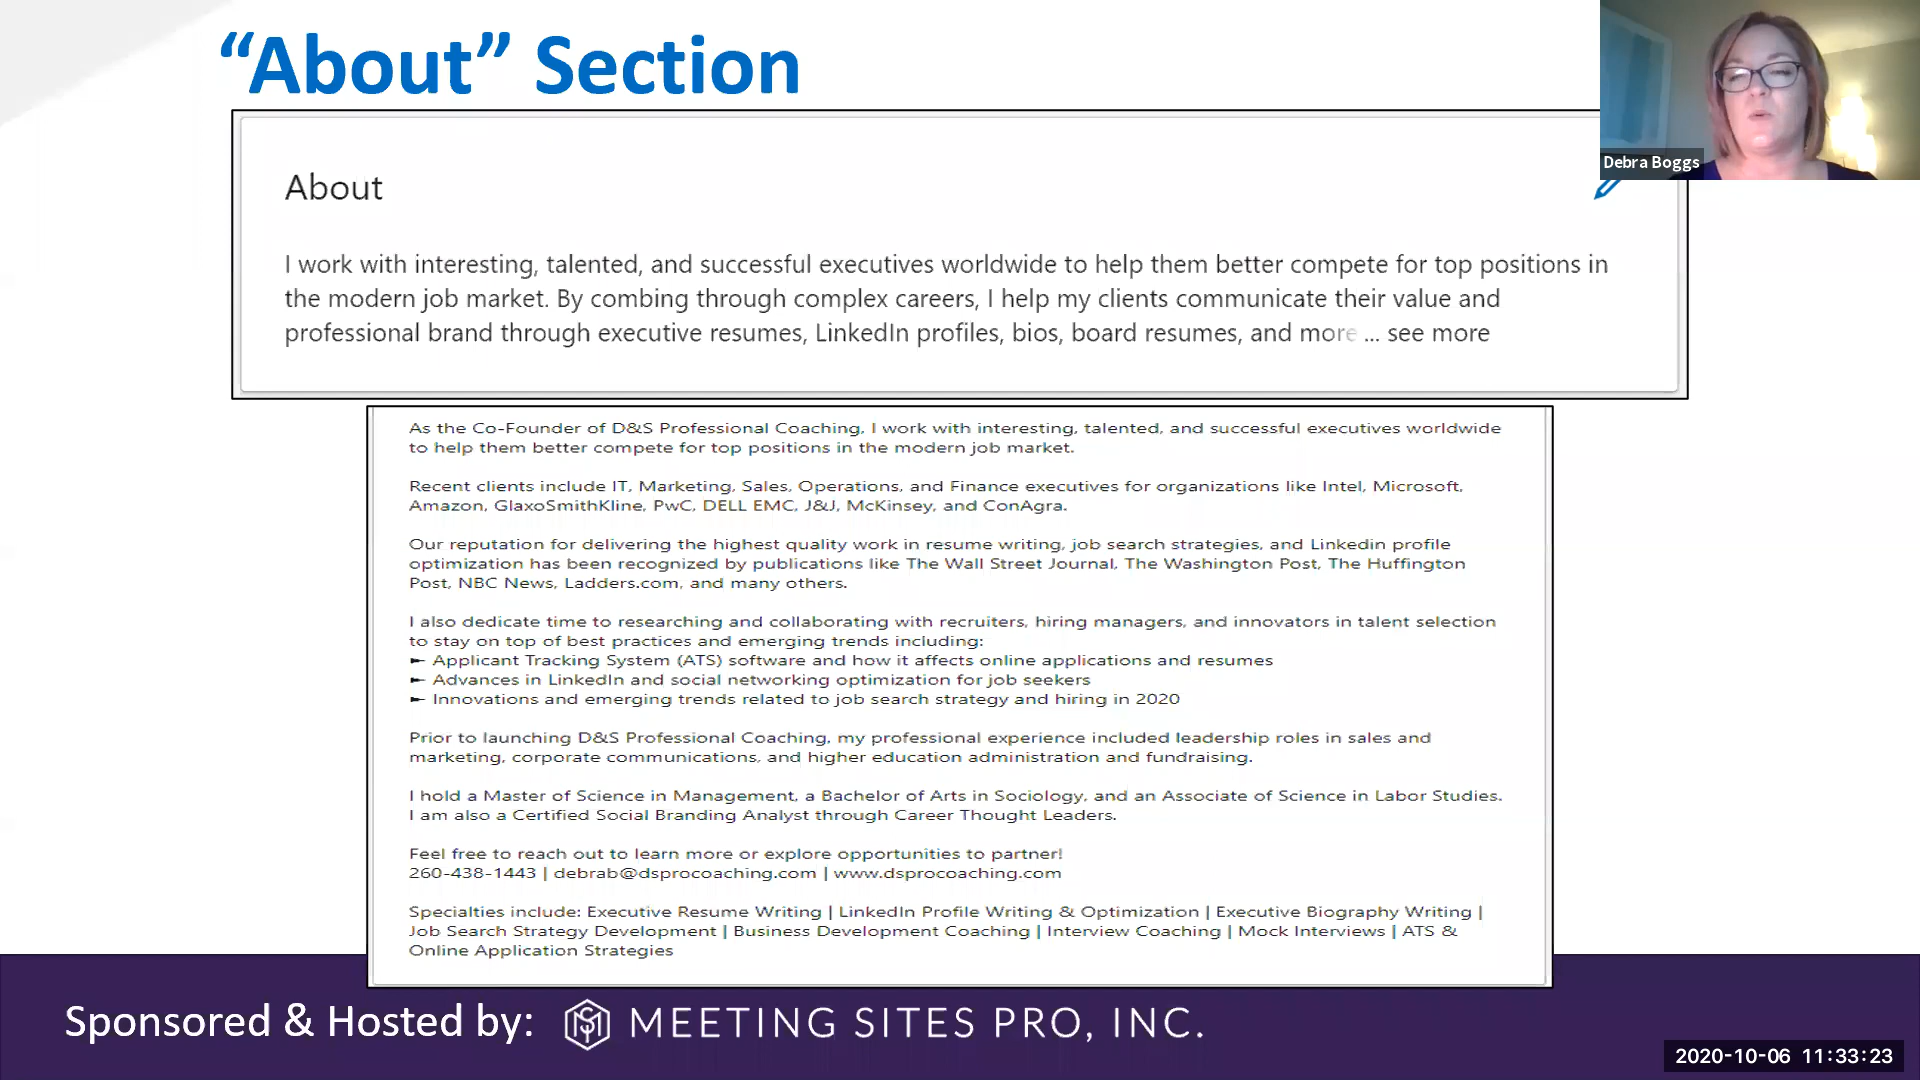 “About” Section
Debra Boggs
About
I work with interesting, talented, and successful executives worldwide to help them better compete for top positions in
the modern job market. By combing through complex careers, I help my clients communicate their value and
professional brand through executive resumes, LinkedIn profiles, bios, board resumes, and more ... see more
As the Co-Founder of D&S Professional Coaching, I work with interesting, talented, and successful executives worldwide
to help them better compete for top positions in the modern job market.
Recent clients include IT, Marketing, Sales, Operations, and Finance executives for organizations like Intel, Microsoft,
Amazon, GlaxoSmithKline, PwC, DELL EMC, J&J, McKinsey, and ConAgra.
Our reputation for delivering the highest quality work in resume writing, job search strategies, and Linkedin profile
optimization has been recognized by publications like The Wall Street Journal, The Washington Post, The Huffington
Post, NBC News, Ladders.com, and many others.
I also dedicate time to researching and collaborating with recruiters, hiring managers, and innovators in talent selection
to stay on top of best practices and emerging trends including:
► Applicant Tracking System (ATS) software and how it affects online applications and resumes
► Advances in LinkedIn and social networking optimization for job seekers
► Innovations and emerging trends related to job search strategy and hiring in 2020
Prior to launching D&S Professional Coaching, my professional experience included leadership roles in sales and
marketing, corporate communications, and higher education administration and fundraising.
I hold a Master of Science in Management, a Bachelor of Arts in Sociology, and an Associate of Science in Labor Studies.
I am also a Certified Social Branding Analyst through Career Thought Leaders.
Feel free to reach out to learn more or explore opportunities to partner!
260-438-1443 | debrab@dsprocoaching.com | www.dsprocoaching.com
Specialties include: Executive Resume Writing | LinkedIn Profile Writing & Optimization | Executive Biography Writing |
Job Search Strategy Development | Business Development Coaching | Interview Coaching | Mock Interviews | ATS &
Online Application Strategies
Sponsored & Hosted by: MEETING SITES PRO, INC.
2020-10-06 11:33:23